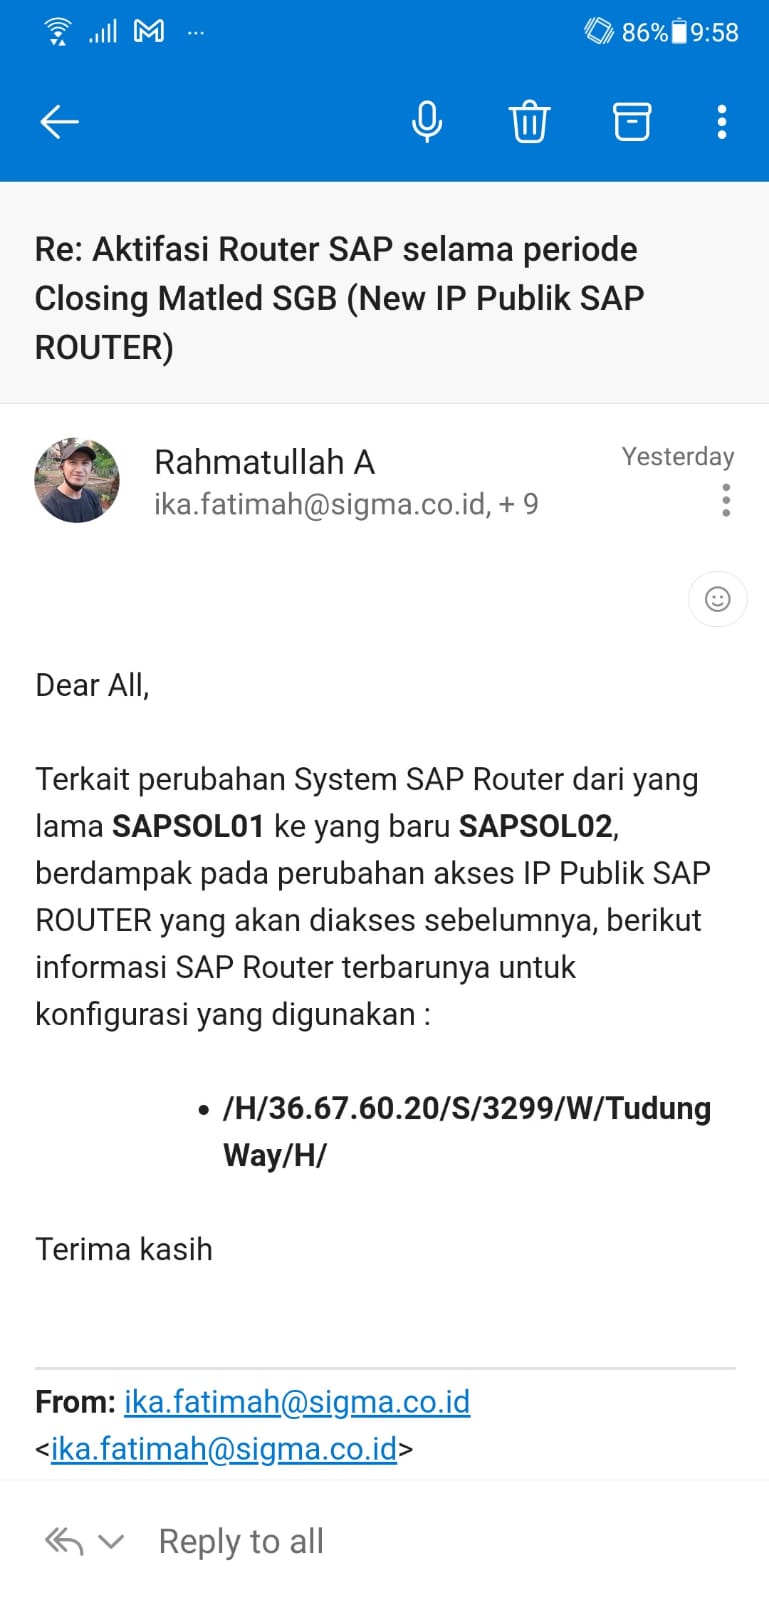 86% 9:58
Re: Aktifasi Router SAP selama periode
Closing Matled SGB (New IP Publik SAP
ROUTER)
Rahmatullah A
Yesterday
ika.fatimah@sigma.co.id, + 9
Dear All,
Terkait perubahan System SAP Router dari yang
lama SAPSOL01 ke yang baru SAPSOL02,
berdampak pada perubahan akses IP Publik SAP
ROUTER yang akan diakses sebelumnya, berikut
informasi SAP Router terbarunya untuk
konfigurasi yang digunakan :
• /H/36.67.60.20/S/3299/W/Tudung
Way/H/
Terima kasih
From: ika.fatimah@sigma.co.id
<ika.fatimah@sigma.co.id>
Reply to all